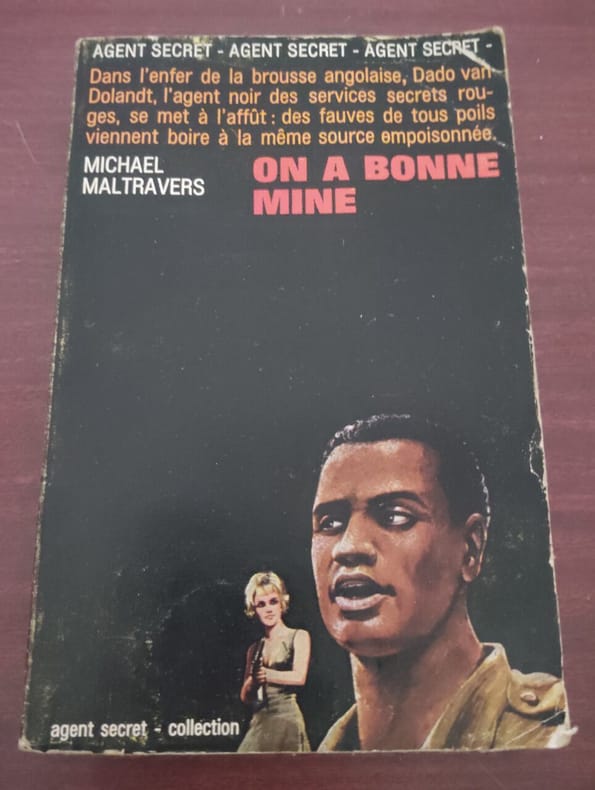 AGENT SECRET - AGENT SECRET - AGENT SECRET -
Dans l'enfer de la brousse angolaise, Dado van
Dolandt, l'agent noir des services secrets rou-
ges, se met à l'affût : des fauves de tous poils
viennent boire à la même source empoisonnée.
MICHAEL
MALTRAVERS
ON A BONNE
MINE
agent secret - collection